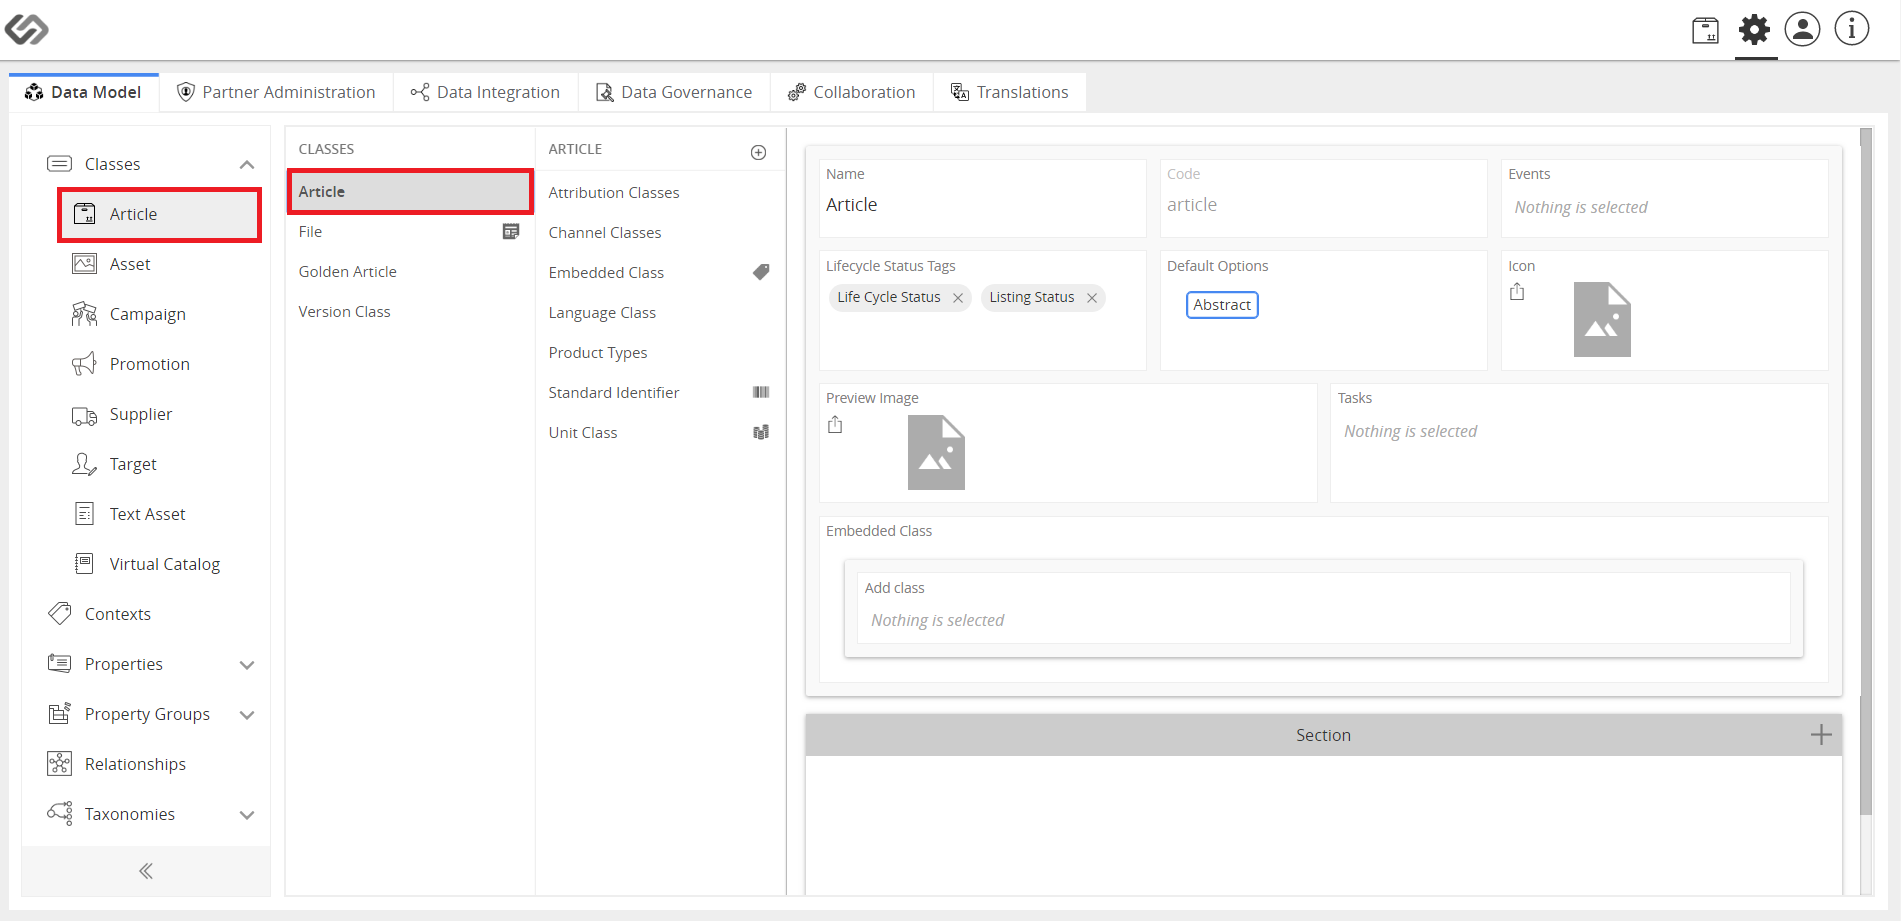 Data Model
Partner Administration
Data Integration
Data Governance
Collaboration
Translations
Classes
Article
Asset
Campaign
Promotion
Supplier
Target
Text Asset
Virtual Catalog
Contexts
Properties
Property Groups
Relationships
Taxonomies
CLASSES
Article
File
Golden Article
Version Class
ARTICLE
Attribution Classes
Channel Classes
Embedded Class
Language Class
Product Types
Standard Identifier
Unit Class
Name
Article
Code
article
Events
Nothing is selected
Lifecycle Status Tags
Life Cycle Status
Listing Status
Default Options
Abstract
Icon
Preview Image
Tasks
Nothing is selected
Embedded Class
Add class
Nothing is selected
Section